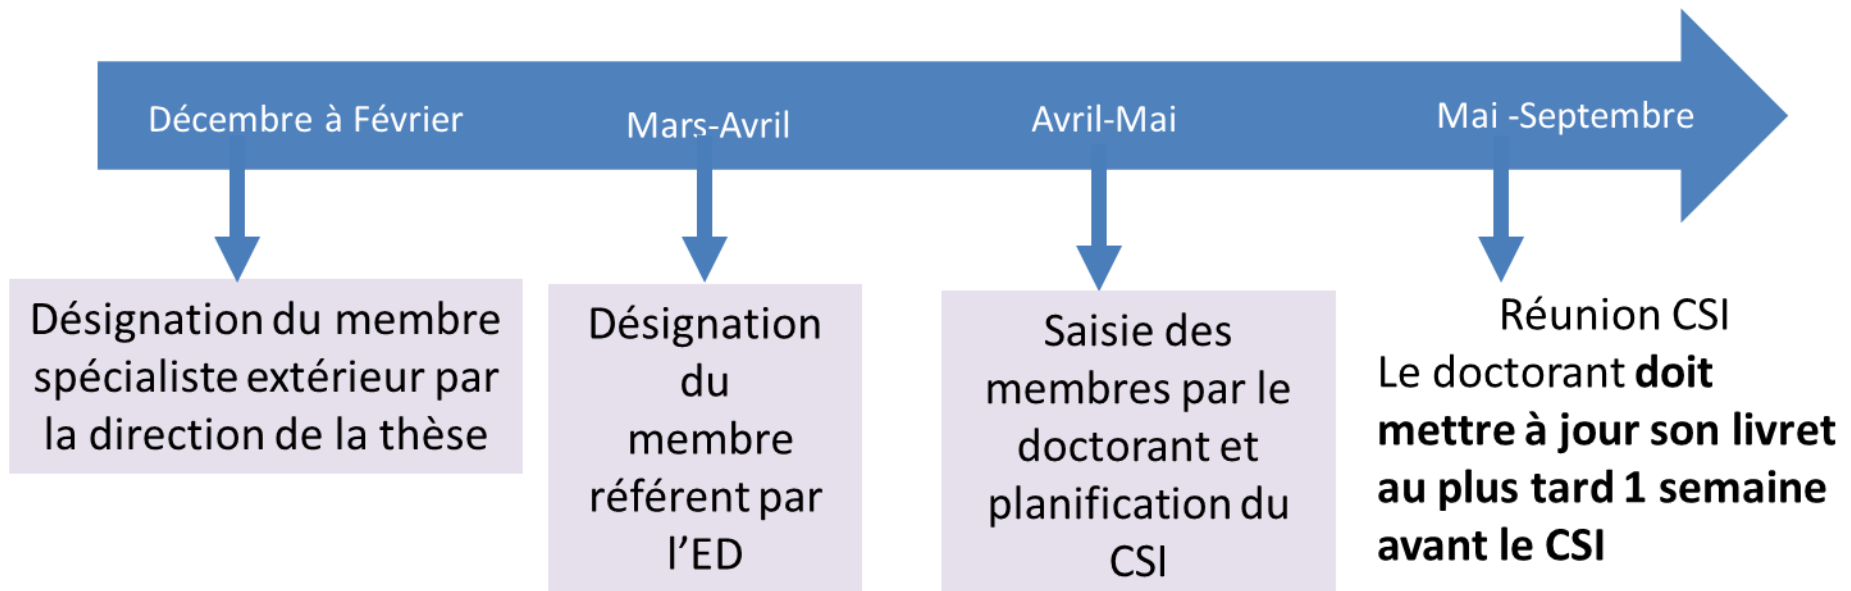 Décembre à Février
Mars-Avril
Avril-Mai
Mai -Septembre
Désignation du membre
spécialiste extérieur par
la direction de la thèse
Désignation
du
membre
référent par
l'ED
Saisie des
membres par le
doctorant et
planification du
CSI
Réunion CSI
Le doctorant doit
mettre à jour son livret
au plus tard 1 semaine
avant le CSI